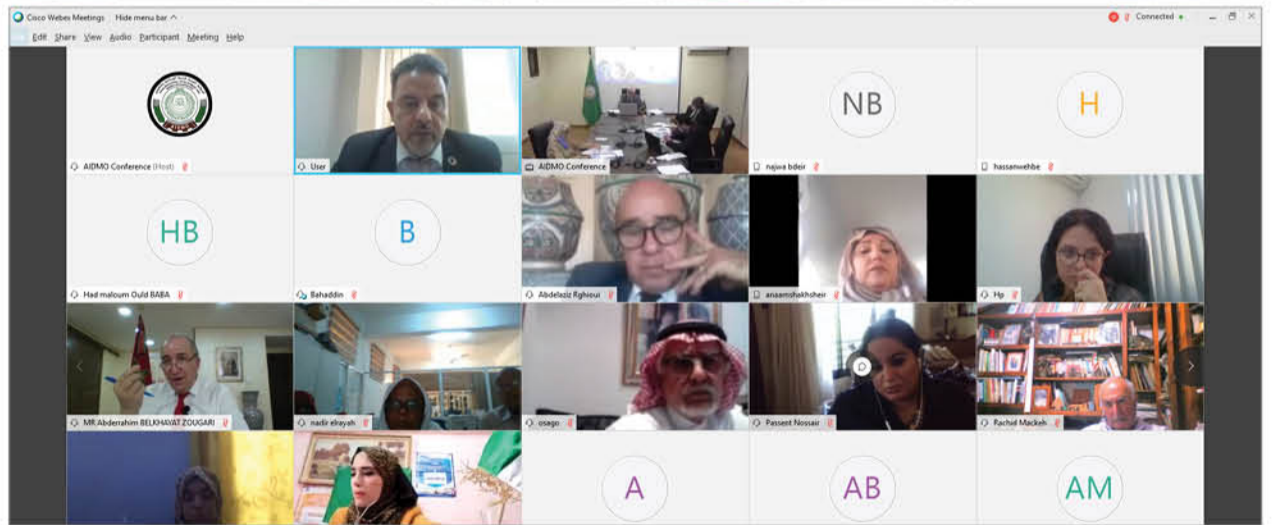 Cisco Webex Meetings Hide menu bar ^
Connected
Edit Share View Audio Participant Meeting Help
NB
H
AIDMO Conference (Host)
User
AIDMO Conference
najwa bdeir
hassanwehbe
HB
B
Had maloum Ould BABA
Bahaddin
Abdelaziz Rghioui
anaamshakhsheir
Hp
D
MR Abderrahim BELKHAYAT ZOUGARI
nadir elrayah
osago
Passent Nossair
Rachid Mackeh
A
AB
AM